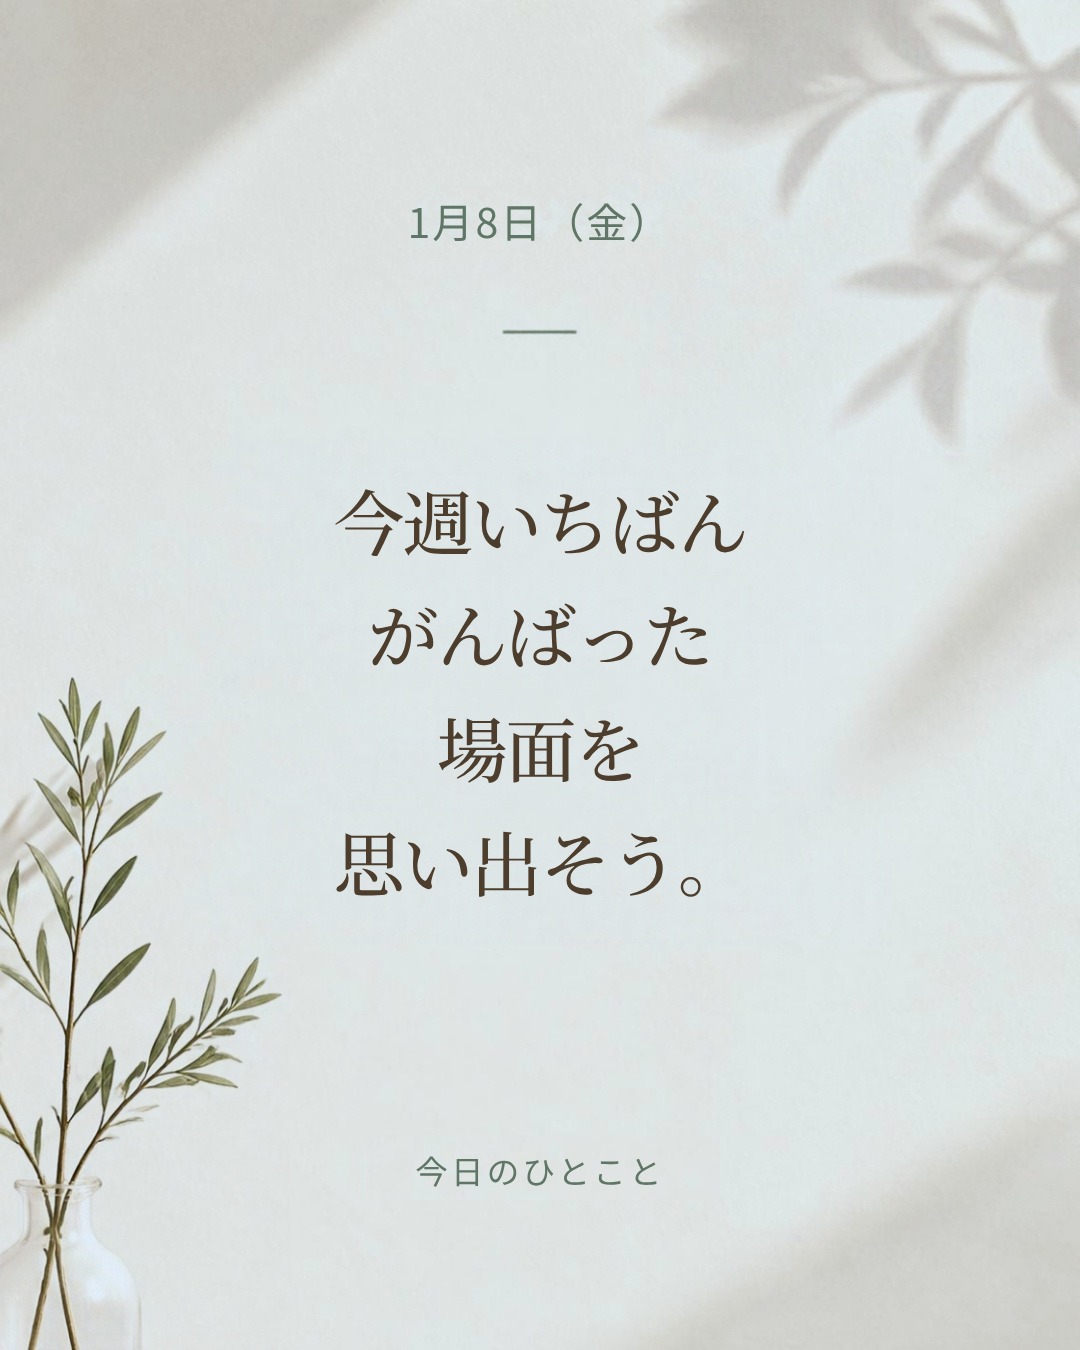 1月8日（金）
今週いちばん
がんばった
場面を
思い出そう。
今日のひとこと